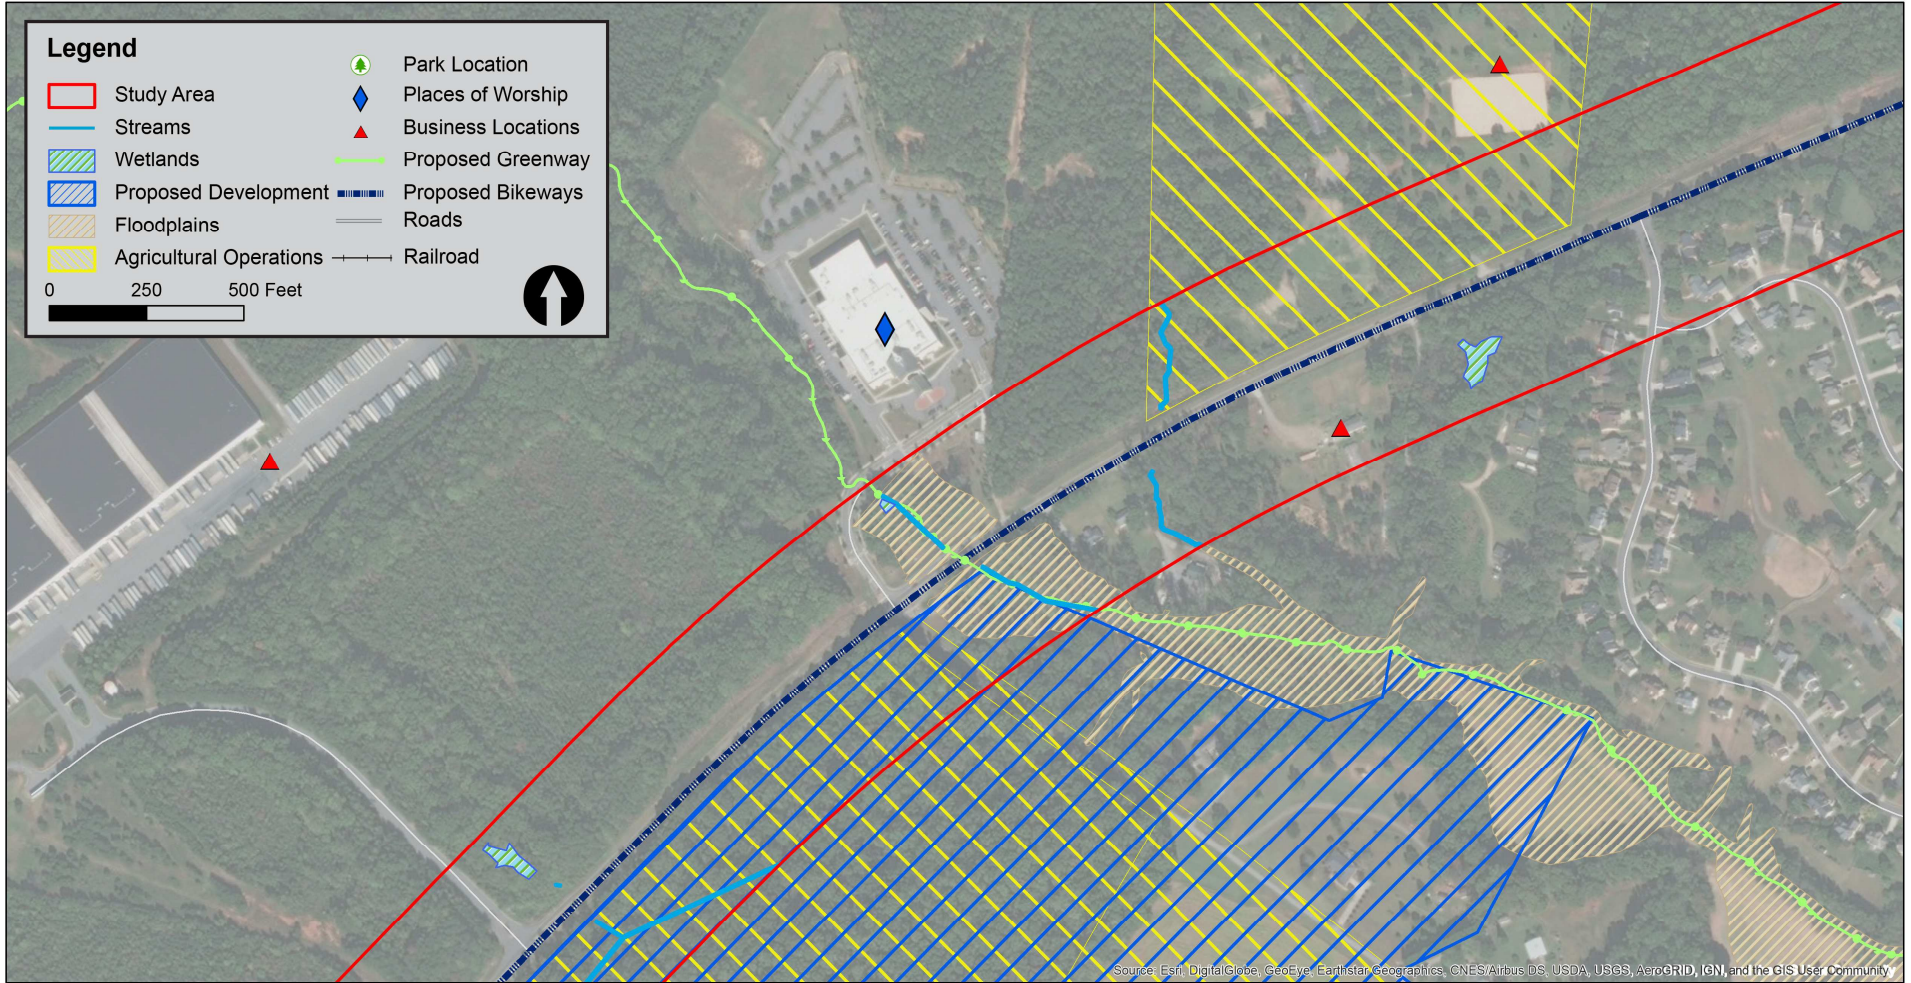 Legend
Study Area
Streams
Wetlands
Proposed Development
Floodplains
Agricultural Operations
Park Location
Places of Worship
Business Locations
Proposed Greenway
Proposed Bikeways
Roads
Railroad
0 250 500 Feet
Source: Esri, DigitalGlobe, GeoEye, Earthstar Geographics, CNES/Airbus DS, USDA, USGS, AeroGRID, IGN, and the GIS User Community